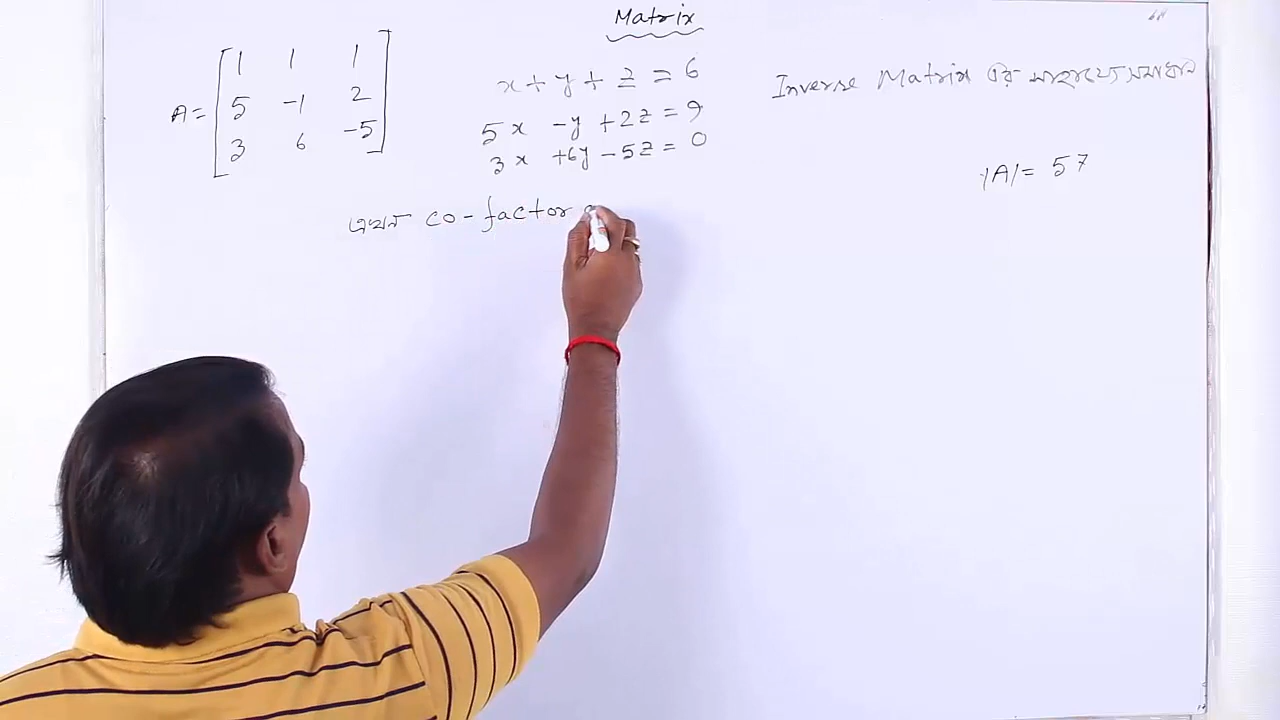 Matrix
A = [ 1 1 1
5 -1 2
3 6 -5 ]
x + y + z = 6
5x - y + 2z = 9
3x + 6y - 5z = 0
Inverse Matrix এর সাহায্যে সমাধান
|A| = 57
এখন co-factor